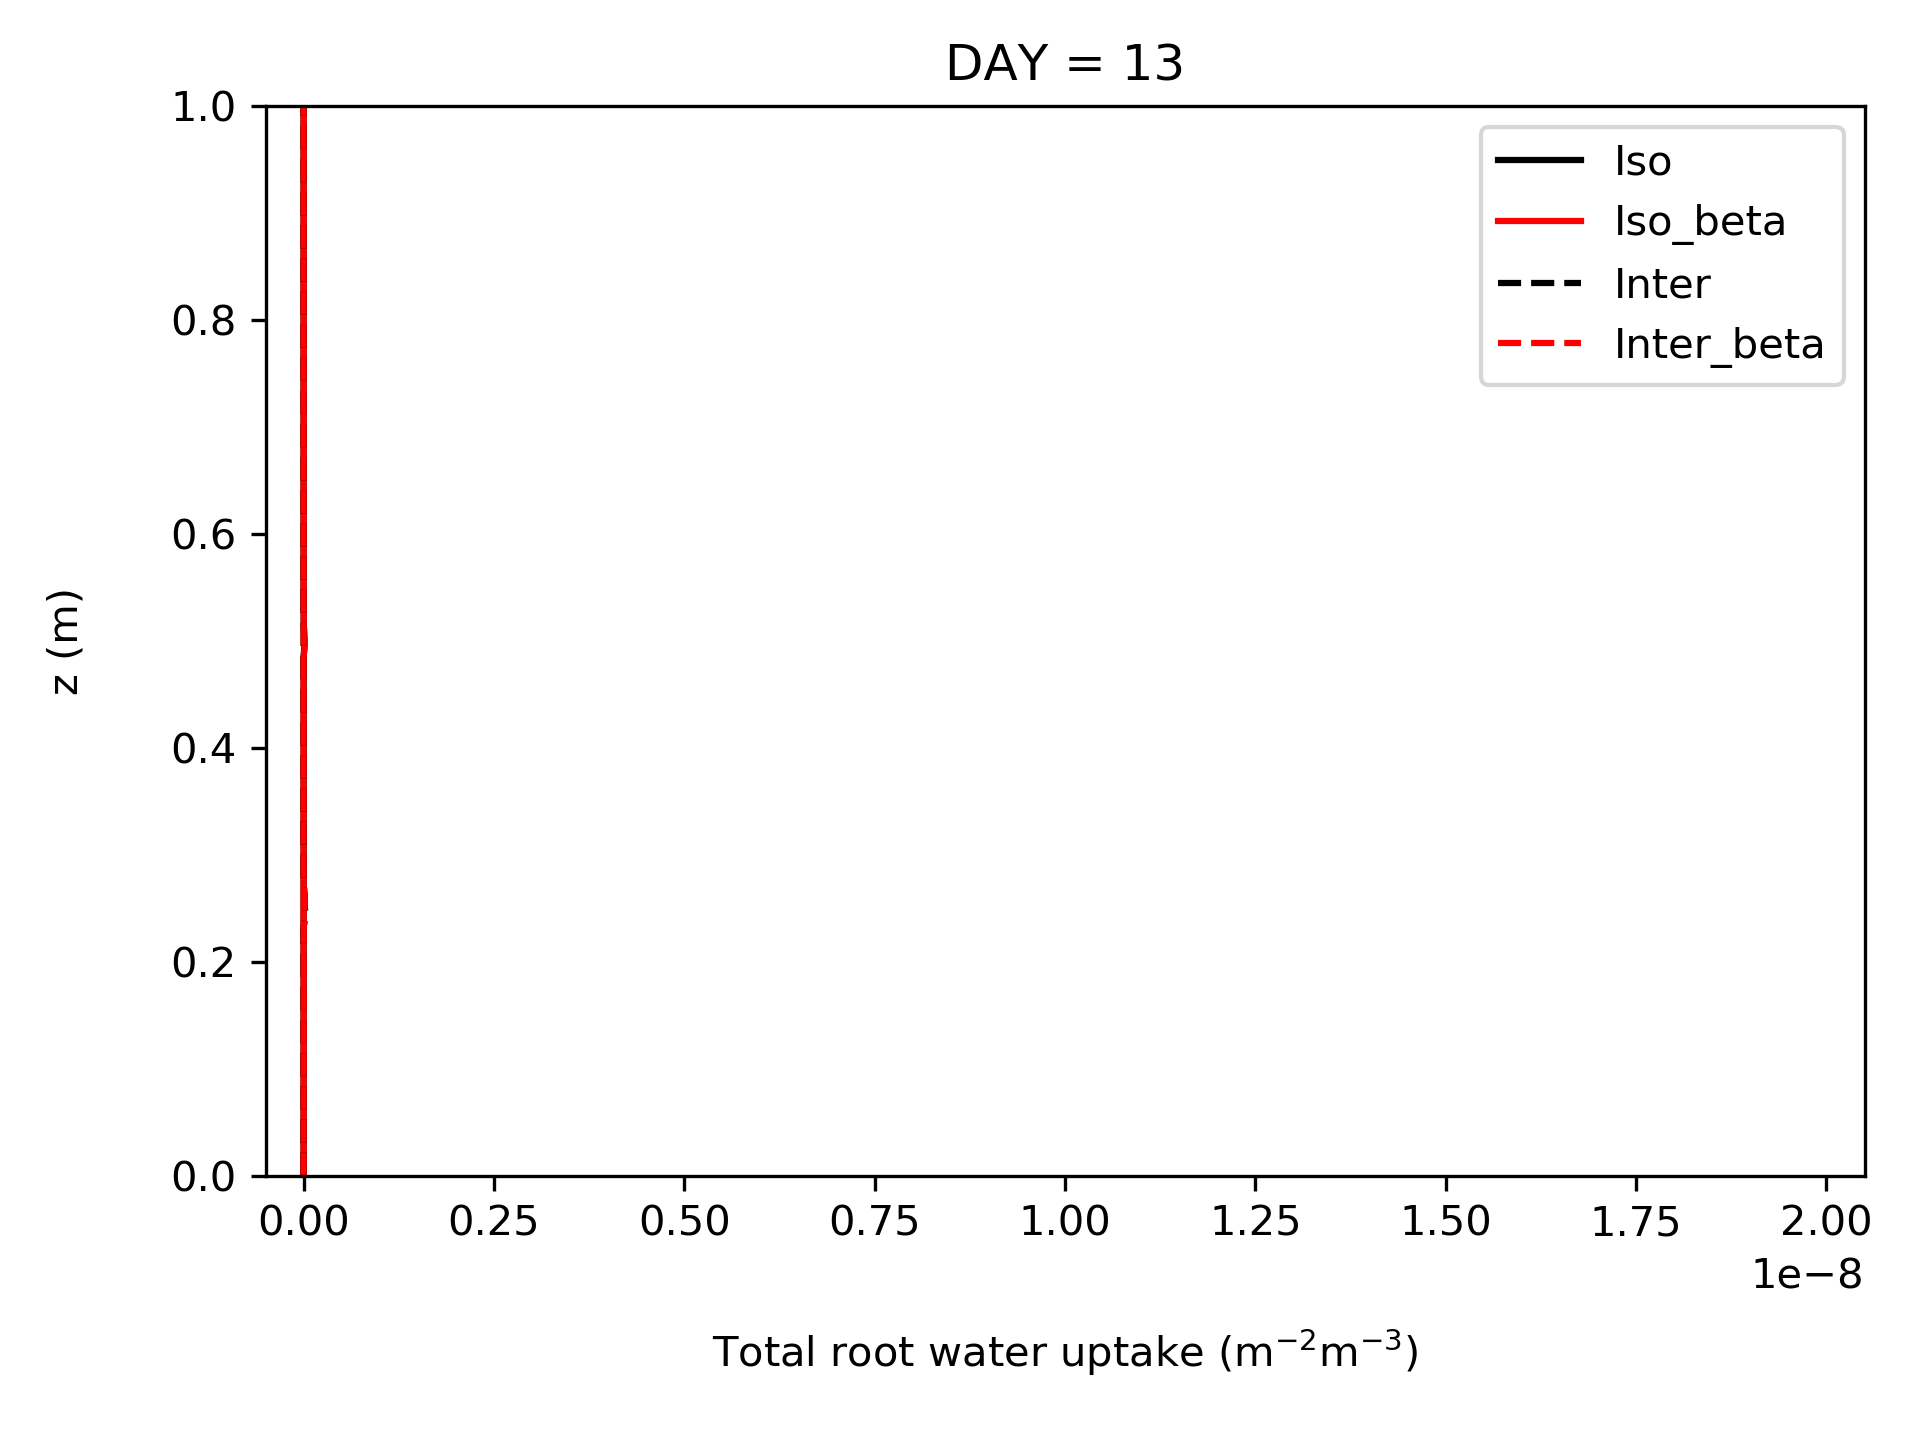 DAY = 13
1.0
0.8
0.6
0.4
0.2
0.0
z (m)
Iso
Iso_beta
Inter
Inter_beta
0.00 0.25 0.50 0.75 1.00 1.25 1.50 1.75 2.00
1e−8
Total root water uptake (m⁻²m⁻³)